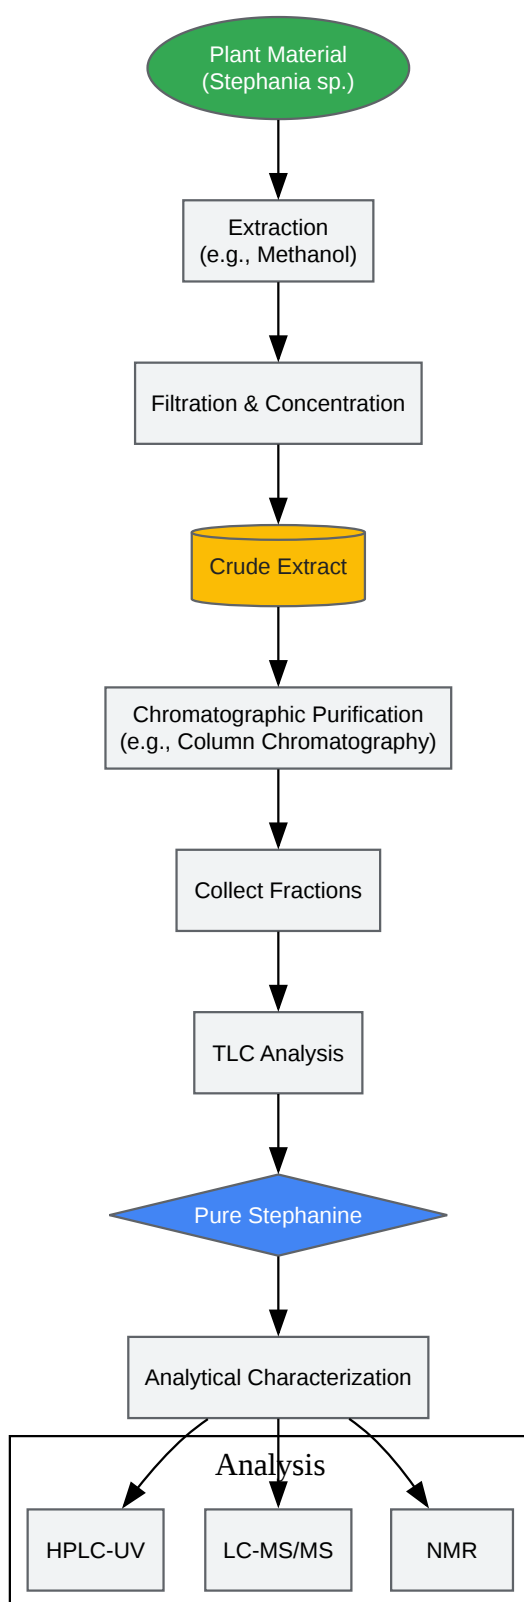 Plant Material
(Stephania sp.)
Extraction
(e.g., Methanol)
Filtration & Concentration
Crude Extract
Chromatographic Purification
(e.g., Column Chromatography)
Collect Fractions
TLC Analysis
Pure Stephanine
Analytical Characterization
Analysis
HPLC-UV
LC-MS/MS
NMR